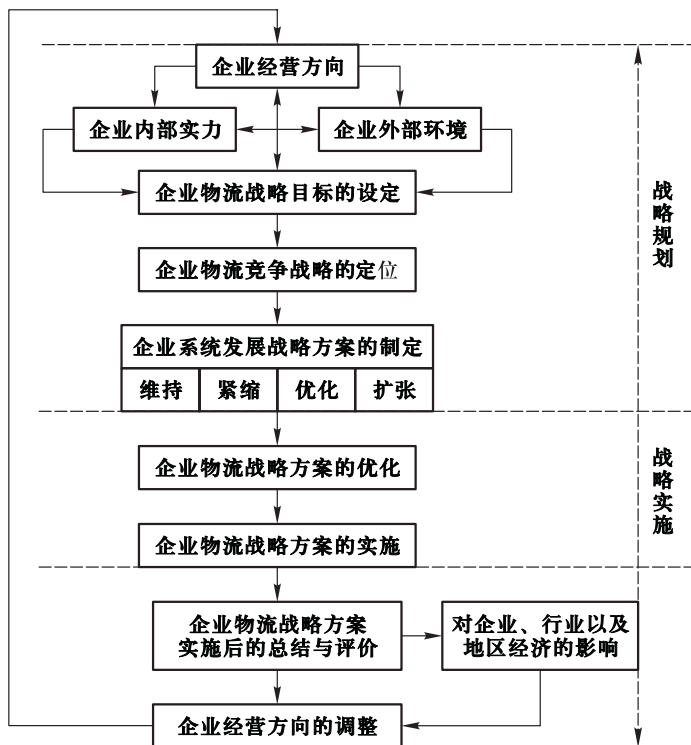 企业经营方向
企业内部实力
企业外部环境
企业物流战略目标的设定
企业物流竞争战略的定位
企业系统发展战略方案的制定
维持
紧缩
优化
扩张
战略规划
企业物流战略方案的优化
企业物流战略方案的实施
战略实施
企业物流战略方案
实施后的总结与评价
对企业、行业以及
地区经济的影响
企业经营方向的调整